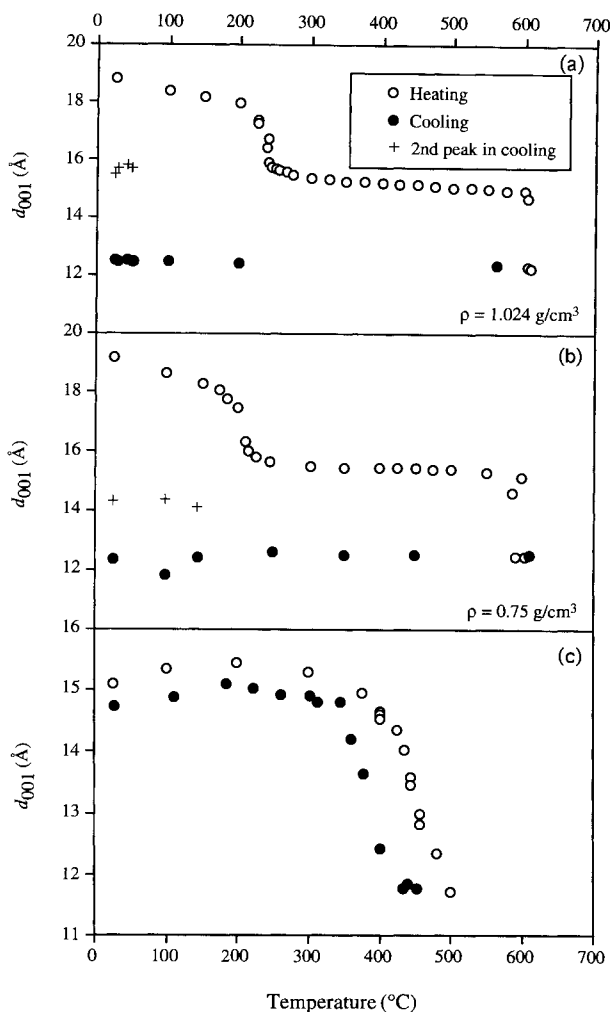 0 100 200 300 400 500 600 700
(a)
20
18
16
14
12
d001 (Å)
Heating
Cooling
2nd peak in cooling
ρ = 1.024 g/cm³
(b)
20
18
16
14
12
d001 (Å)
ρ = 0.75 g/cm³
(c)
16
15
14
13
12
11
d001 (Å)
0 100 200 300 400 500 600 700
Temperature (°C)